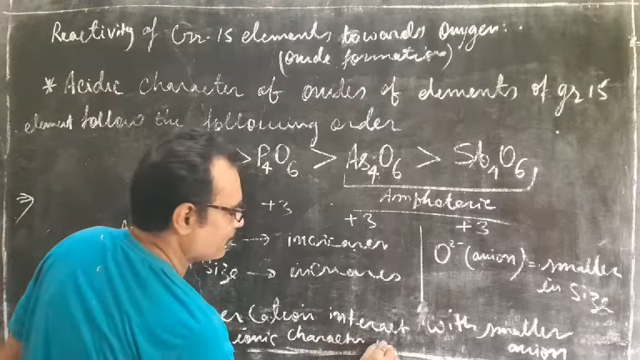 Reactivity of Gr. 15 elements towards Oxygen:..
(Oxide formation)
* Acidic character of oxides of elements of gr 15
element follow the following order
> P4O6 > As4O6 > Sb4O6
Amphoteric
⇒ +3 +3 +3
→ increases
Size → increases
O²⁻ (anion) = smaller
in Size
Cation interact with smaller
anion
ionic character